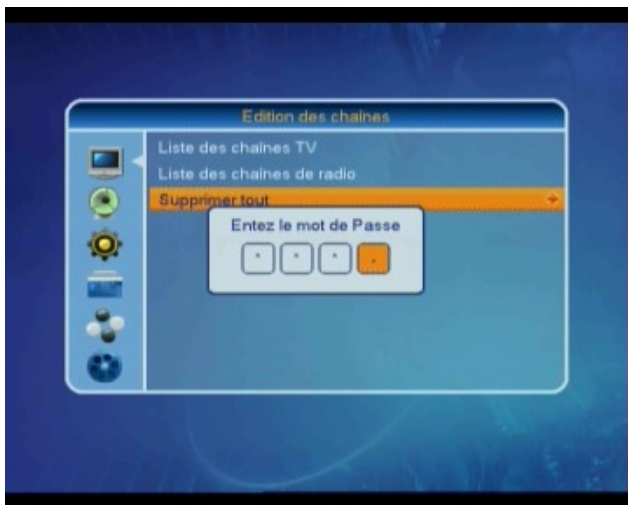 Edition des chaînes
Liste des chaînes TV
Liste des chaînes de radio
Supprimer tout
Entez le mot de Passe
* * * .